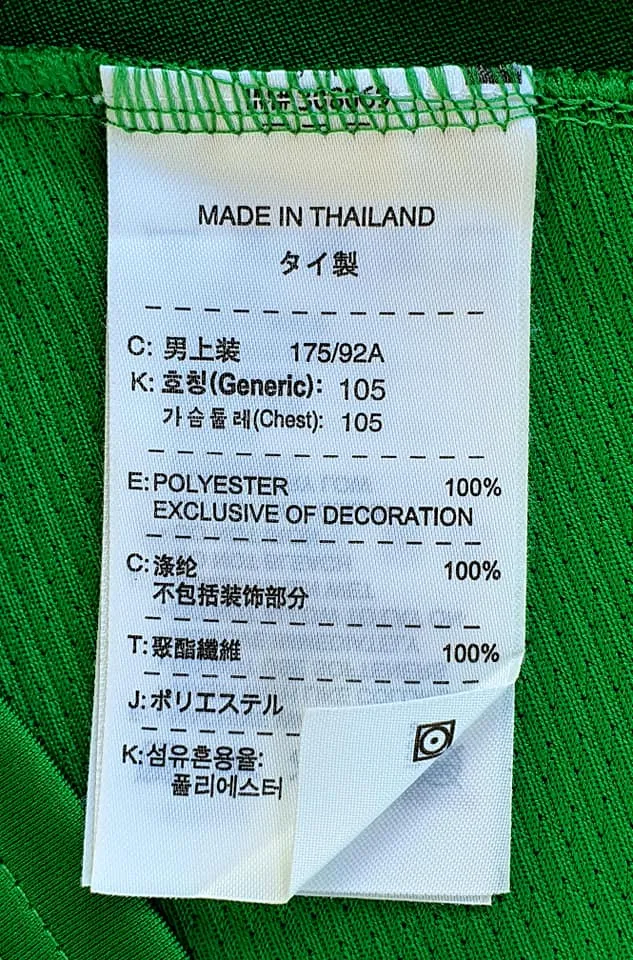 MADE IN THAILAND
タイ製
C: 男上装 175/92A
K: 호칭(Generic): 105
가슴둘레(Chest): 105
E: POLYESTER 100%
EXCLUSIVE OF DECORATION
C: 涤纶 100%
不包括装饰部分
T: 聚酯纖維 100%
J: ポリエステル
K: 섬유혼용율:
폴리에스터